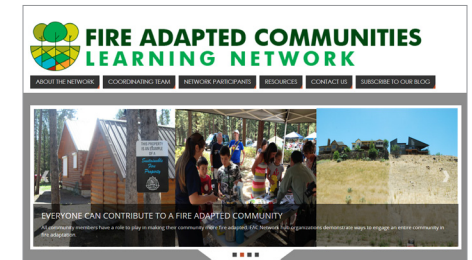 FIRE ADAPTED COMMUNITIES
LEARNING NETWORK
ABOUT THE NETWORK COORDINATING TEAM NETWORK PARTICIPANTS RESOURCES CONTACT US SUBSCRIBE TO OUR BLOG
EVERYONE CAN CONTRIBUTE TO A FIRE ADAPTED COMMUNITY
All community members have a role to play in making their community more fire adapted. FAC Network hub organizations demonstrate ways to engage an entire community in
fire adaptation.